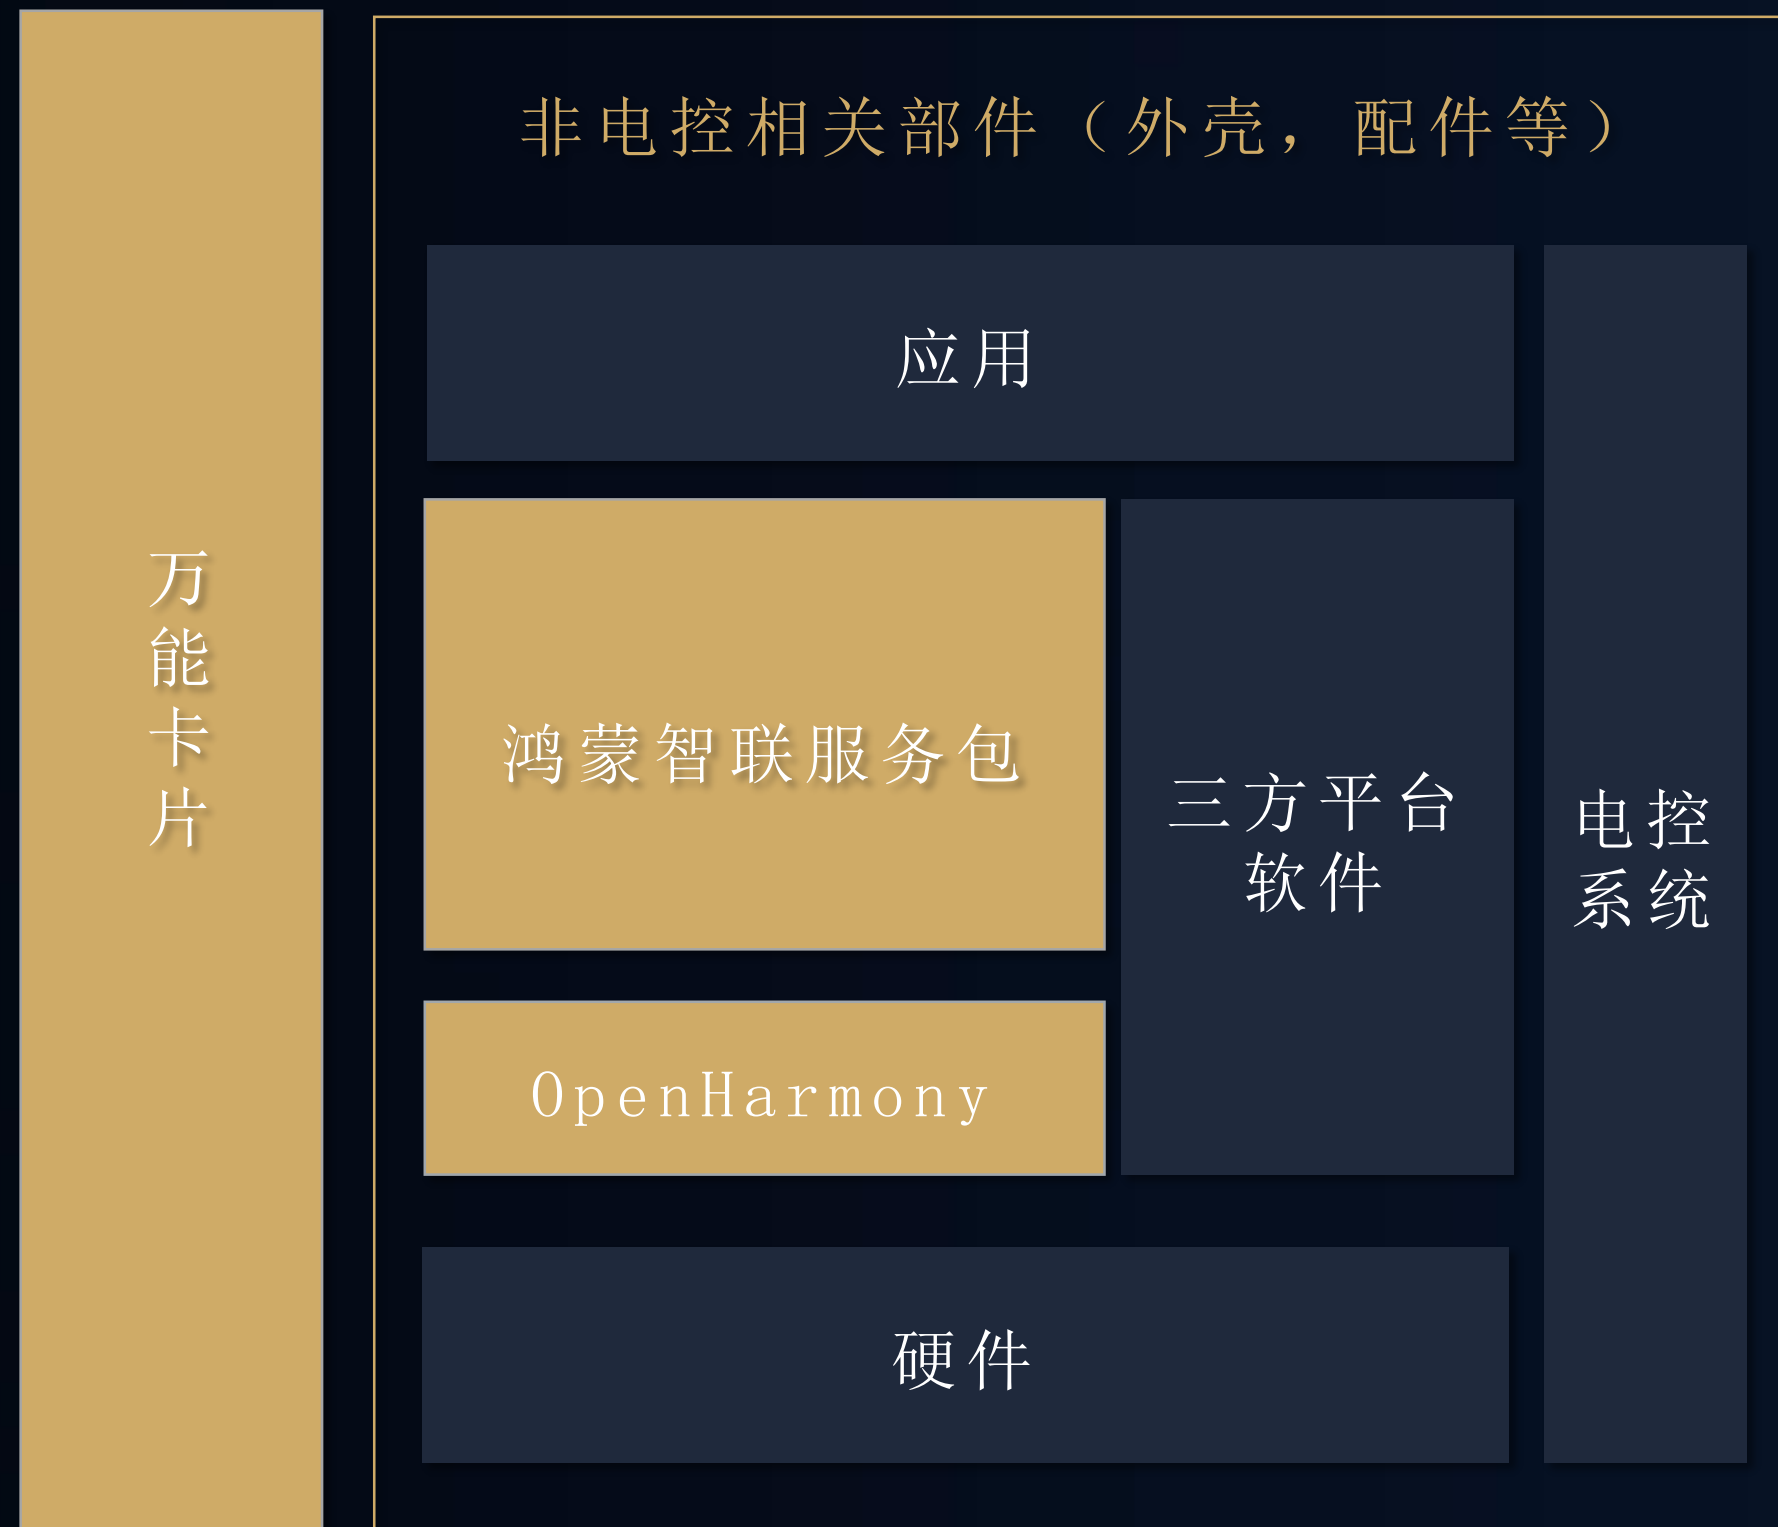 万能卡片
非电控相关部件（外壳，配件等）
应用
鸿蒙智联服务包
三方平台
软件
电控
系统
OpenHarmony
硬件